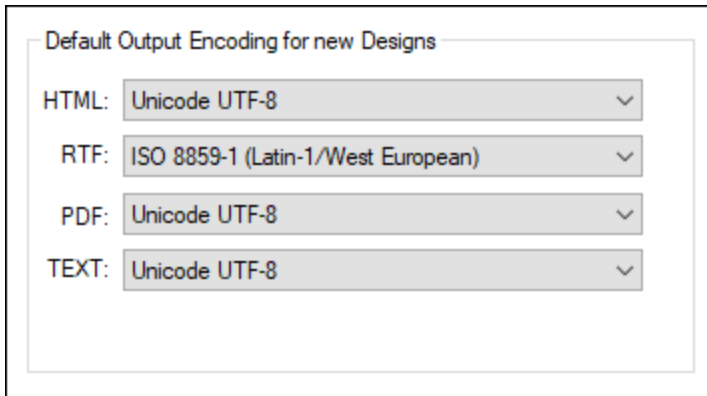 Default Output Encoding for new Designs
HTML: Unicode UTF-8
RTF: ISO 8859-1 (Latin-1/West European)
PDF: Unicode UTF-8
TEXT: Unicode UTF-8